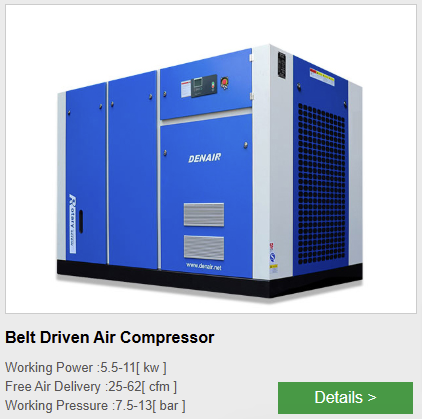 DENAIR
www.denair.net
Belt Driven Air Compressor
Working Power :5.5-11[ kw ]
Free Air Delivery :25-62[ cfm ]
Working Pressure :7.5-13[ bar ]
Details >